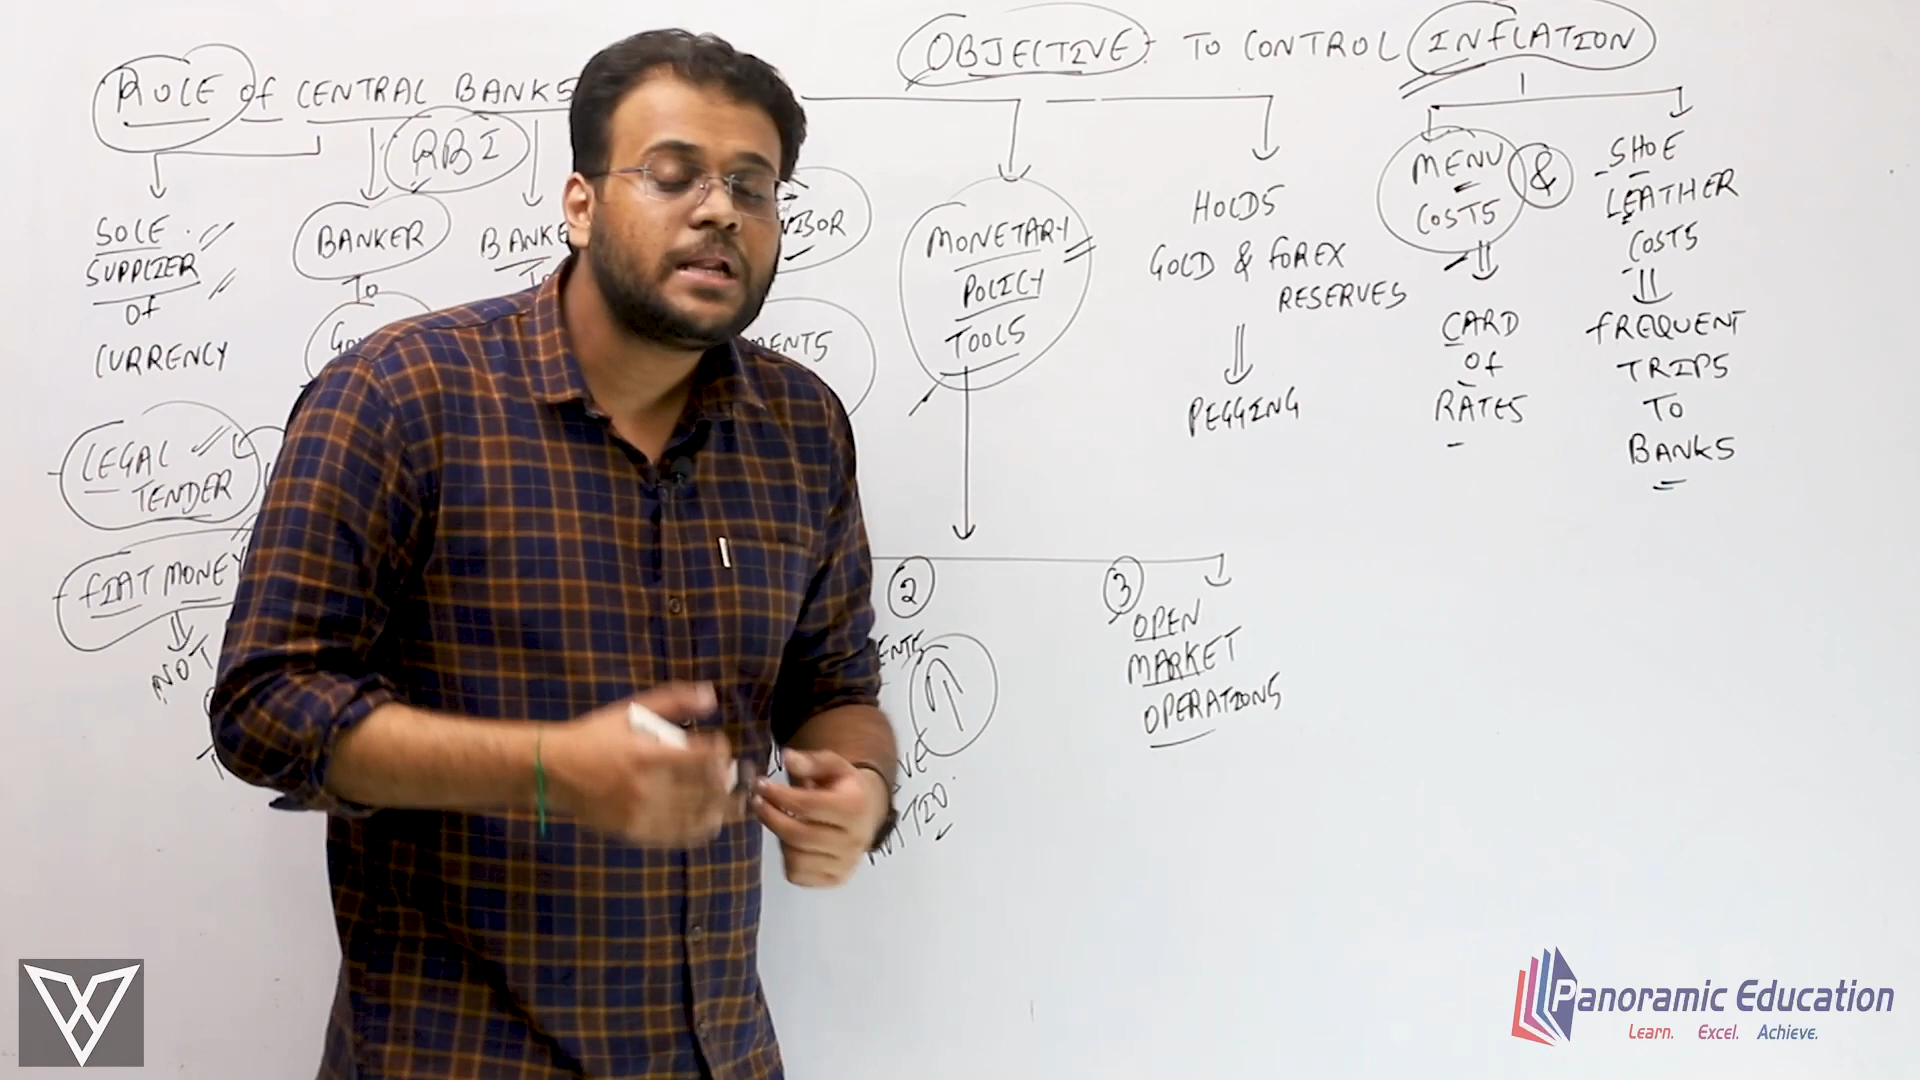 ROLE of CENTRAL BANKS
RBI
OBJECTIVE TO CONTROL INFLATION
SOLE
SUPPLIER
of
CURRENCY
BANKER
TO
MONETARY
POLICY
TOOLS
HOLDS
GOLD & FOREX
RESERVES
PEGGING
MENU
COSTS
&
SHOE
LEATHER
COSTS
CARD
of
RATES
FREQUENT
TRIPS
TO
BANKS
LEGAL
TENDER
FIAT MONEY
NOT
2
3
OPEN
MARKET
OPERATIONS
Panoramic Education
Learn. Excel. Achieve.